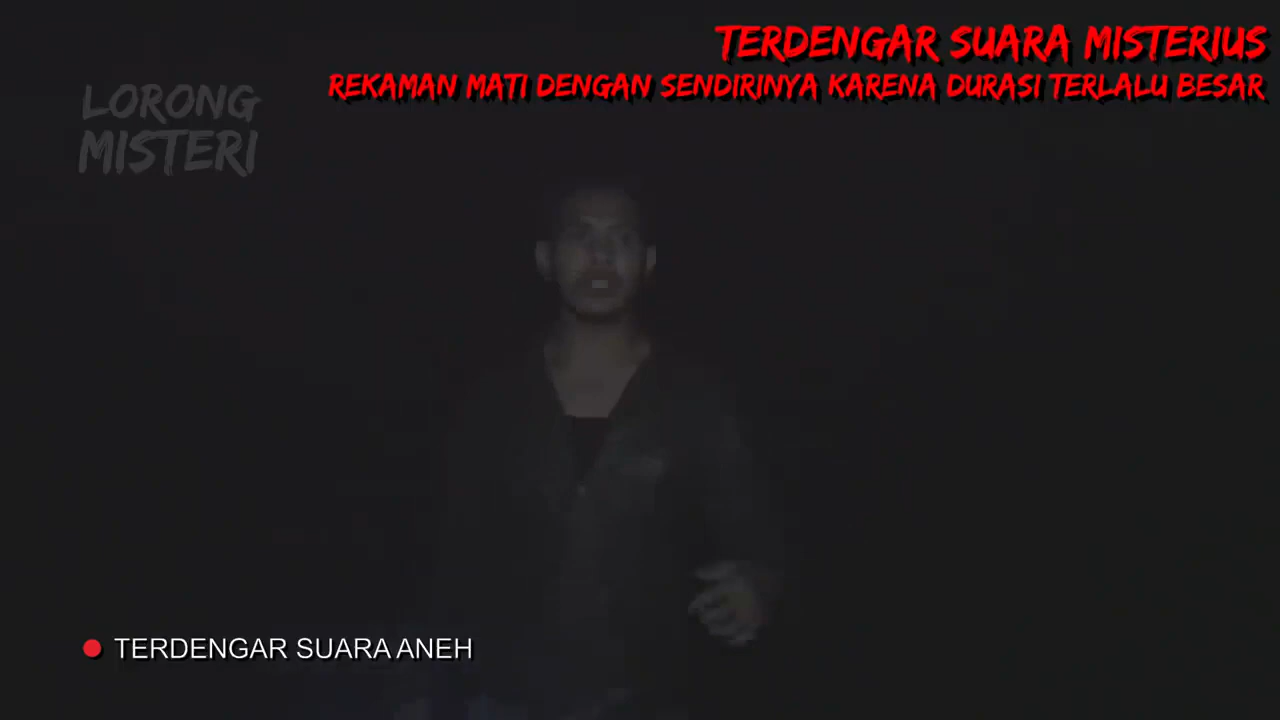 TERDENGAR SUARA MISTERIUS
REKAMAN MATI DENGAN SENDIRINYA KARENA DURASI TERLALU BESAR
LORONG
MISTERI
TERDENGAR SUARA ANEH